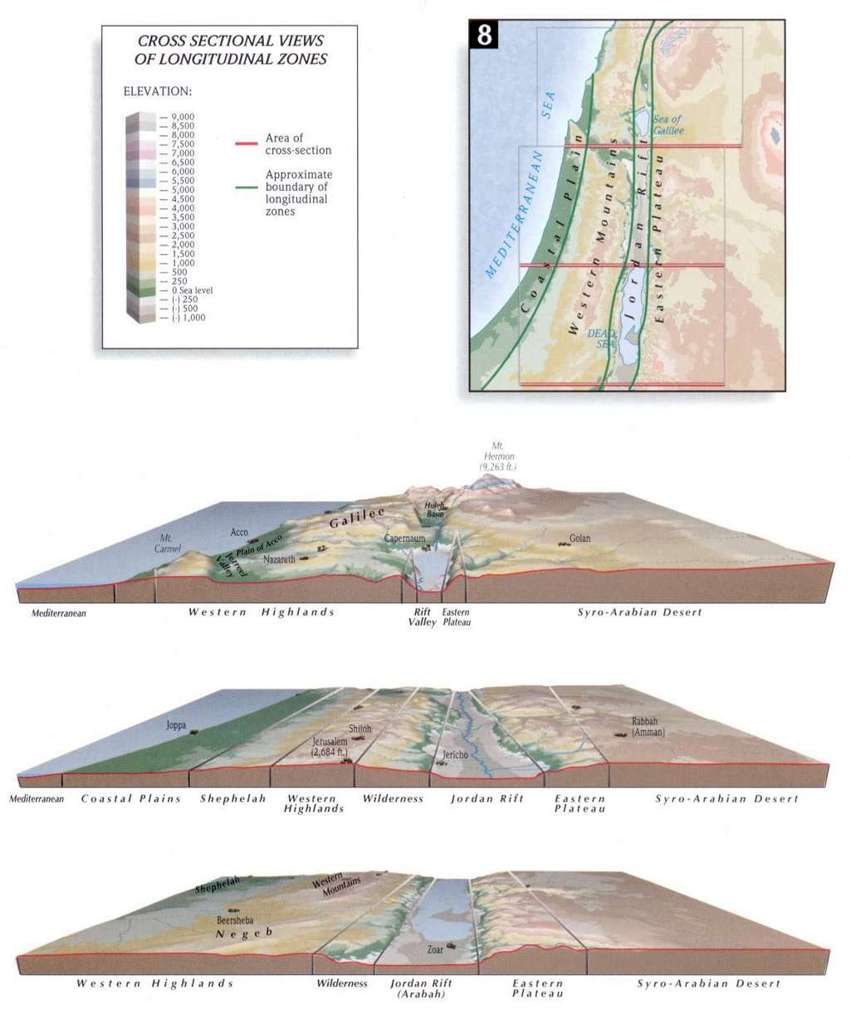 CROSS SECTIONAL VIEWS
OF LONGITUDINAL ZONES
ELEVATION:
9,000
8,500
8,000
7,500
7,000
6,500
6,000
5,500
5,000
4,500
4,000
3,500
3,000
2,500
2,000
1,500
1,000
500
250
0 Sea level
(-) 250
(-) 500
(-) 1,000
Area of
cross-section
Approximate
boundary of
longitudinal
zones
8
MEDITERRANEAN SEA
Sea of
Galilee
Coastal Plain
Western Mountains
Jordan Rift
Eastern Plateau
DEAD
SEA
Mt.
Hermon
(9,263 ft.)
Huleh
Basin
Galilee
Acco
Plain of Acco
Mt.
Carmel
Jezreel
Valley
Nazareth
Capernaum
Golan
Mediterranean
Western Highlands
Rift
Valley
Eastern
Plateau
Syro-Arabian Desert
Joppa
Shiloh
Jerusalem
(2,684 ft.)
Jericho
Rabbah
(Amman)
Mediterranean
Coastal Plains
Shephelah
Western
Highlands
Wilderness
Jordan Rift
Eastern
Plateau
Syro-Arabian Desert
Shephelah
Western
Mountains
Beersheba
Negeb
Zoar
Western Highlands
Wilderness
Jordan Rift
(Arabah)
Eastern
Plateau
Syro-Arabian Desert